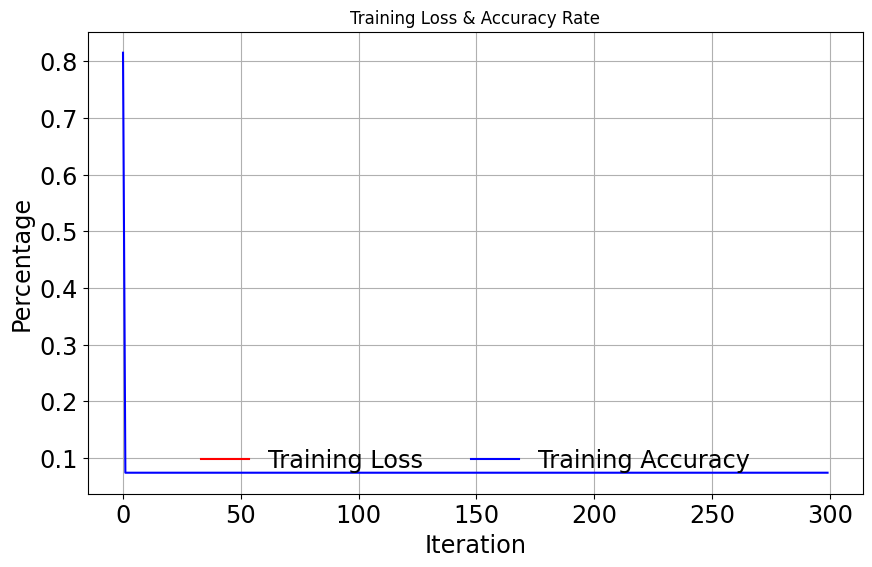 Training Loss & Accuracy Rate
Percentage
0.8
0.7
0.6
0.5
0.4
0.3
0.2
0.1
Training Loss Training Accuracy
0 50 100 150 200 250 300
Iteration